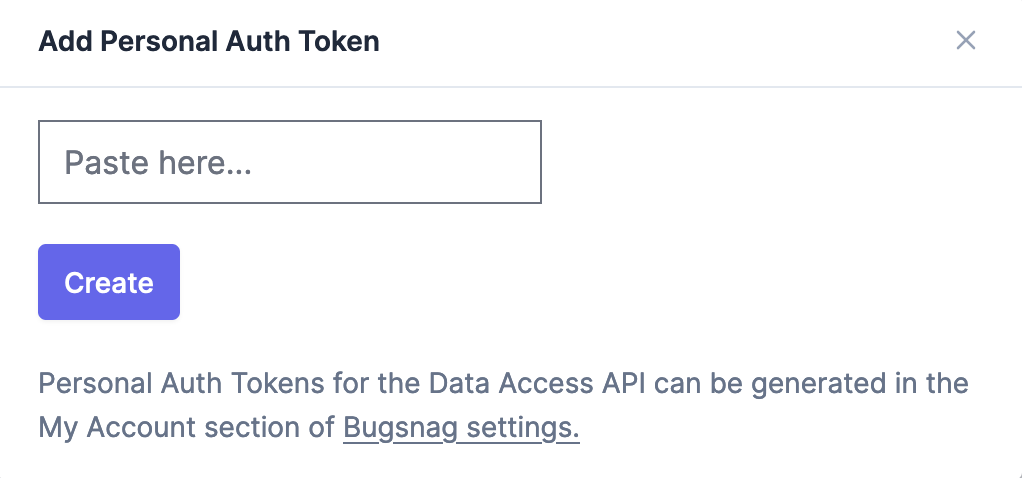 Add Personal Auth Token
Paste here...
Create
Personal Auth Tokens for the Data Access API can be generated in the
My Account section of Bugsnag settings.